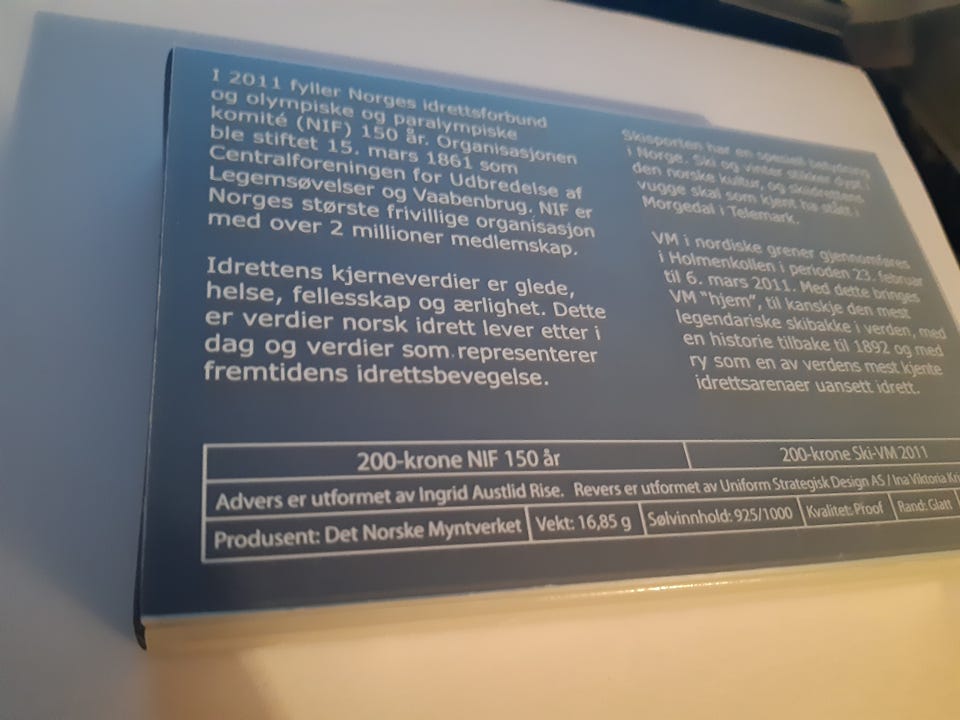 I 2011 fyller Norges idrettsforbund
og olympiske og paralympiske
komité (NIF) 150 år. Organisasjonen
ble stiftet 15. mars 1861 som
Centralforeningen for Udbredelse af
Legemsøvelser og Vaabenbrug. NIF er
Norges største frivillige organisasjon
med over 2 millioner medlemskap.
Idrettens kjerneverdier er glede,
helse, fellesskap og ærlighet. Dette
er verdier norsk idrett lever etter i
dag og verdier som representerer
fremtidens idrettsbevegelse.
Skisporten har en spesiell betydning
i Norge. Ski og vinter stikker dypt i
den norske kultur, og skiidrettens
vugge skal som kjent ha stått i
Morgedal i Telemark.
VM i nordiske grener gjennomføres
i Holmenkollen i perioden 23. februar
til 6. mars 2011. Med dette bringes
VM "hjem", til kanskje den mest
legendariske skibakke i verden, med
en historie tilbake til 1892 og med
ry som en av verdens mest kjente
idrettsarenaer uansett idrett.
200-krone NIF 150 år
200-krone Ski-VM 2011
Advers er utformet av Ingrid Austlid Rise. Revers er utformet av Uniform Strategisk Design AS / Ina Viktoria
Produsent: Det Norske Myntverket Vekt: 16,85 g Sølvinnhold: 925/1000 Kvalitet: Proof Rand: Glatt